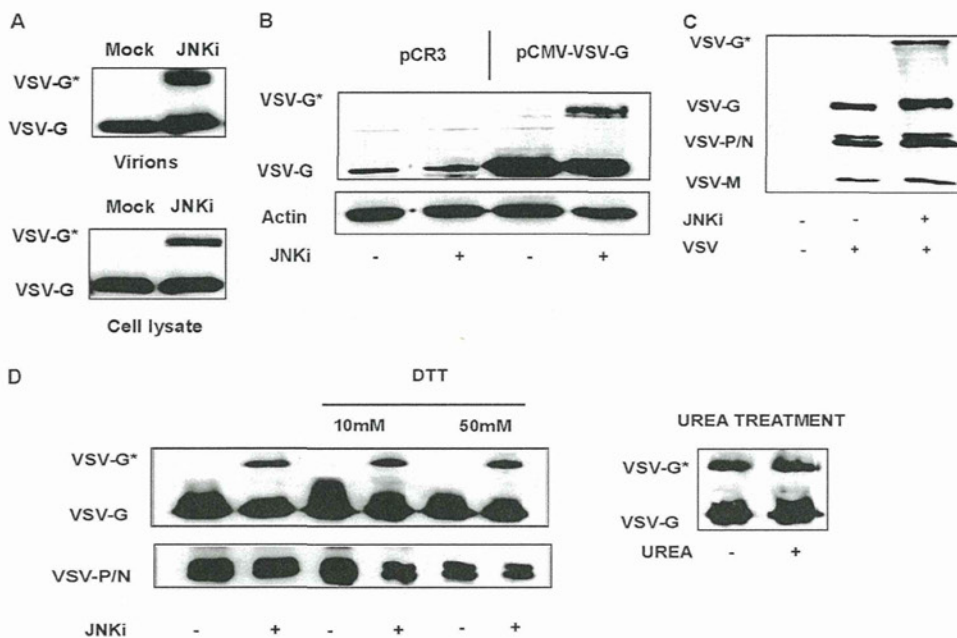 A
Mock JNKi
VSV-G*
VSV-G
Virions
Mock JNKi
VSV-G*
VSV-G
Cell lysate
B
pCR3 pCMV-VSV-G
VSV-G*
VSV-G
Actin
JNKi - + - +
C
VSV-G*
VSV-G
VSV-P/N
VSV-M
JNKi - - +
VSV - + +
D
DTT
10mM 50mM
VSV-G*
VSV-G
VSV-P/N
JNKi - + - + - +
UREA TREATMENT
VSV-G*
VSV-G
UREA - +